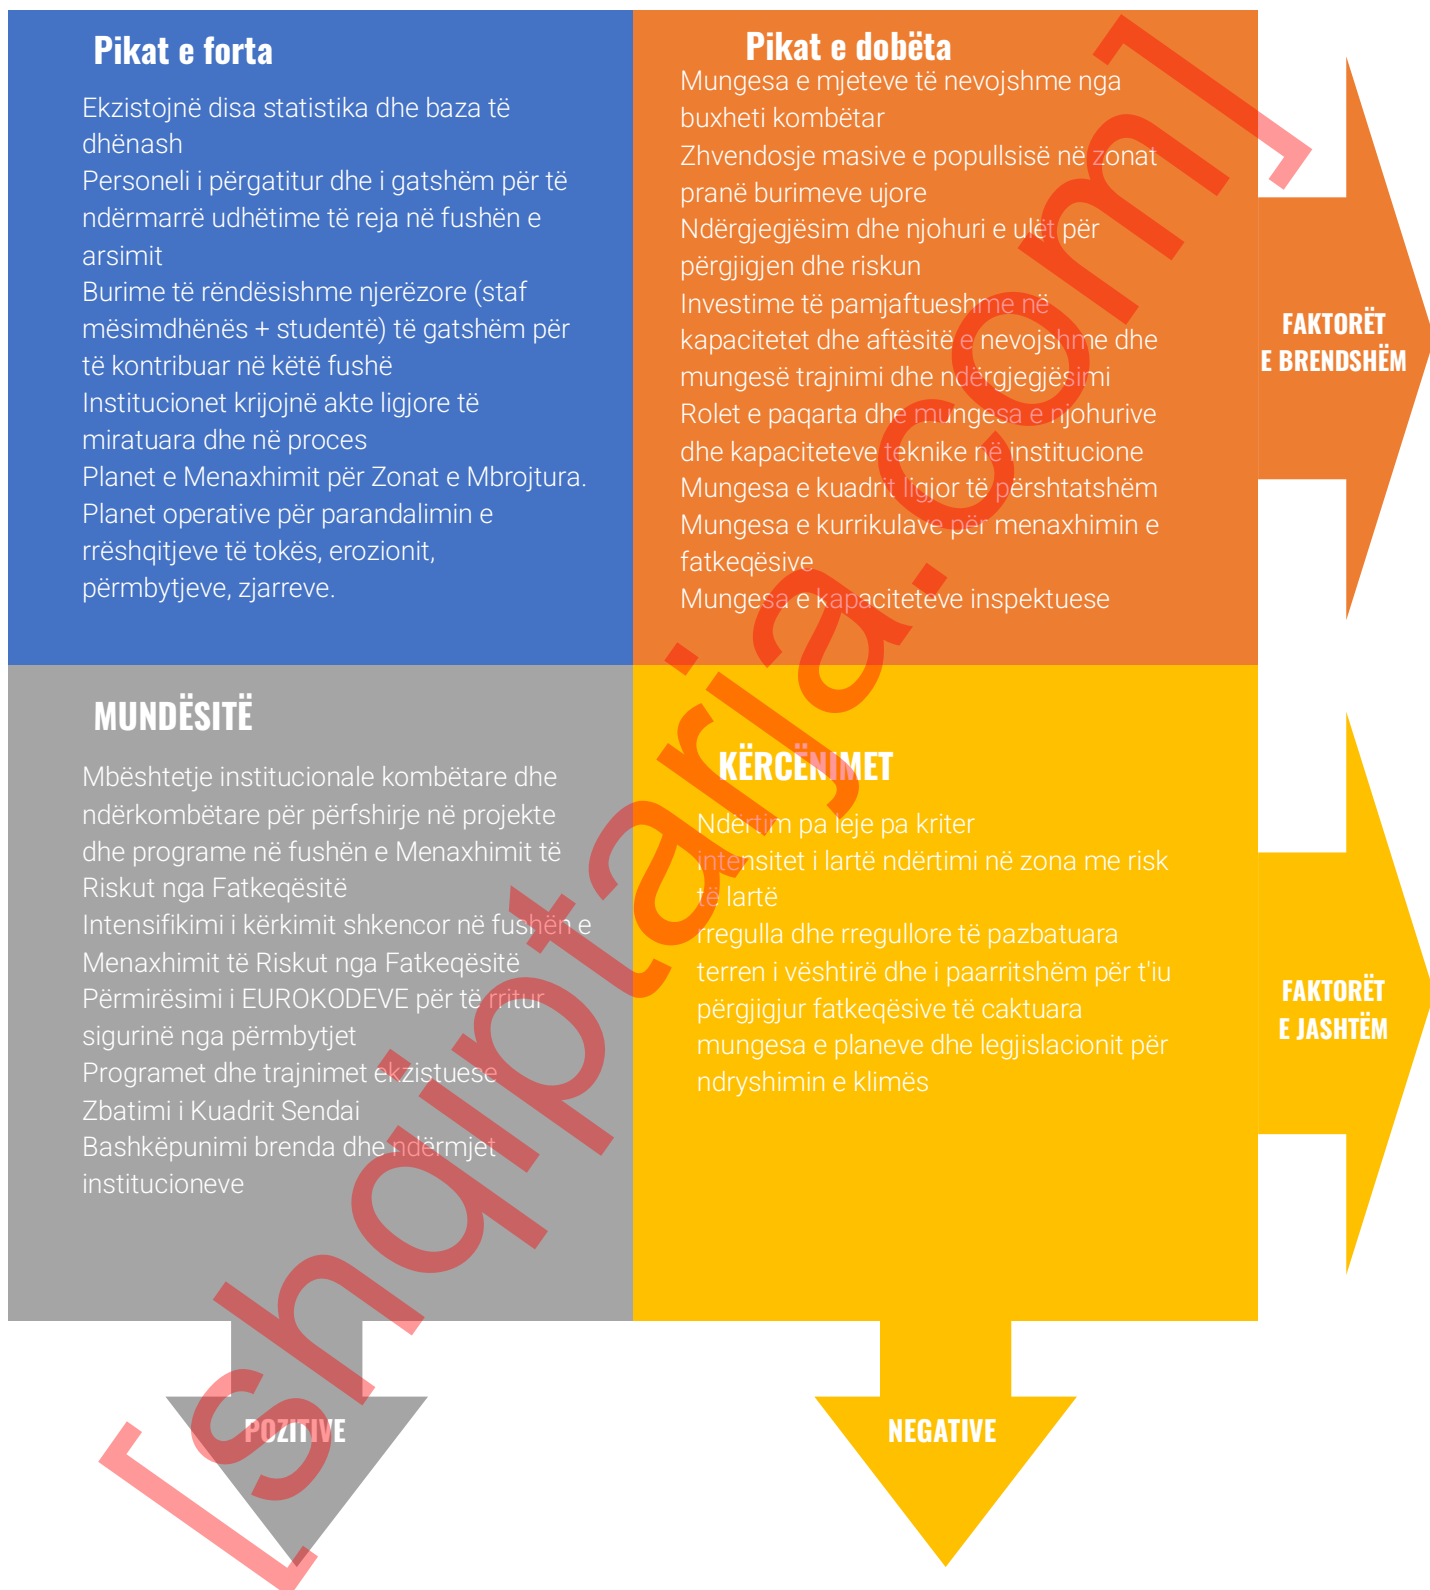 Pikat e forta
Ekzistojnë disa statistika dhe baza të
dhënash
Personeli i përgatitur dhe i gatshëm për të
ndërmarrë udhëtime të reja në fushën e
arsimit
Burime të rëndësishme njerëzore (staf
mësimdhënës + studentë) të gatshëm për
të kontribuar në këtë fushë
Institucionet krijojnë akte ligjore të
miratuara dhe në proces
Planet e Menaxhimit për Zonat e Mbrojtura.
Planet operative për parandalimin e
rrëshqitjeve të tokës, erozionit,
përmbytjeve, zjarreve.
Pikat e dobëta
Mungesa e mjeteve të nevojshme nga
buxheti kombëtar
Zhvendosje masive e popullsisë në zonat
pranë burimeve ujore
Ndërgjegjësim dhe njohuri e ulët për
përgjigjen dhe riskun
Investime të pamjaftueshme në
kapacitetet dhe aftësitë e nevojshme dhe
mungesë trajnimi dhe ndërgjegjësimi
Rolet e paqarta dhe mungesa e njohurive
dhe kapaciteteve teknike në institucione
Mungesa e kuadrit ligjor të përshtatshëm
Mungesa e kurrikulave për menaxhimin e
fatkeqësive
Mungesa e kapaciteteve inspektuese
FAKTORËT
E BRENDSHËM
MUNDËSITË
Mbështetje institucionale kombëtare dhe
ndërkombëtare për përfshirje në projekte
dhe programe në fushën e Menaxhimit të
Riskut nga Fatkeqësitë
Intensifikimi i kërkimit shkencor në fushën e
Menaxhimit të Riskut nga Fatkeqësitë
Përmirësimi i EUROKODEVE për të rritur
sigurinë nga përmbytjet
Programet dhe trajnimet ekzistuese
Zbatimi i Kuadrit Sendai
Bashkëpunimi brenda dhe ndërmjet
institucioneve
KËRCËNIMET
Ndërtim pa leje pa kriter
intensitet i lartë ndërtimi në zona me risk
të lartë
rregulla dhe rregullore të pazbatuara
terren i vështirë dhe i paarritshëm për t'iu
përgjigjur fatkeqësive të caktuara
mungesa e planeve dhe legjislacionit për
ndryshimin e klimës
FAKTORËT
E JASHTËM
POZITIVE
NEGATIVE
[shqiptarja.com]